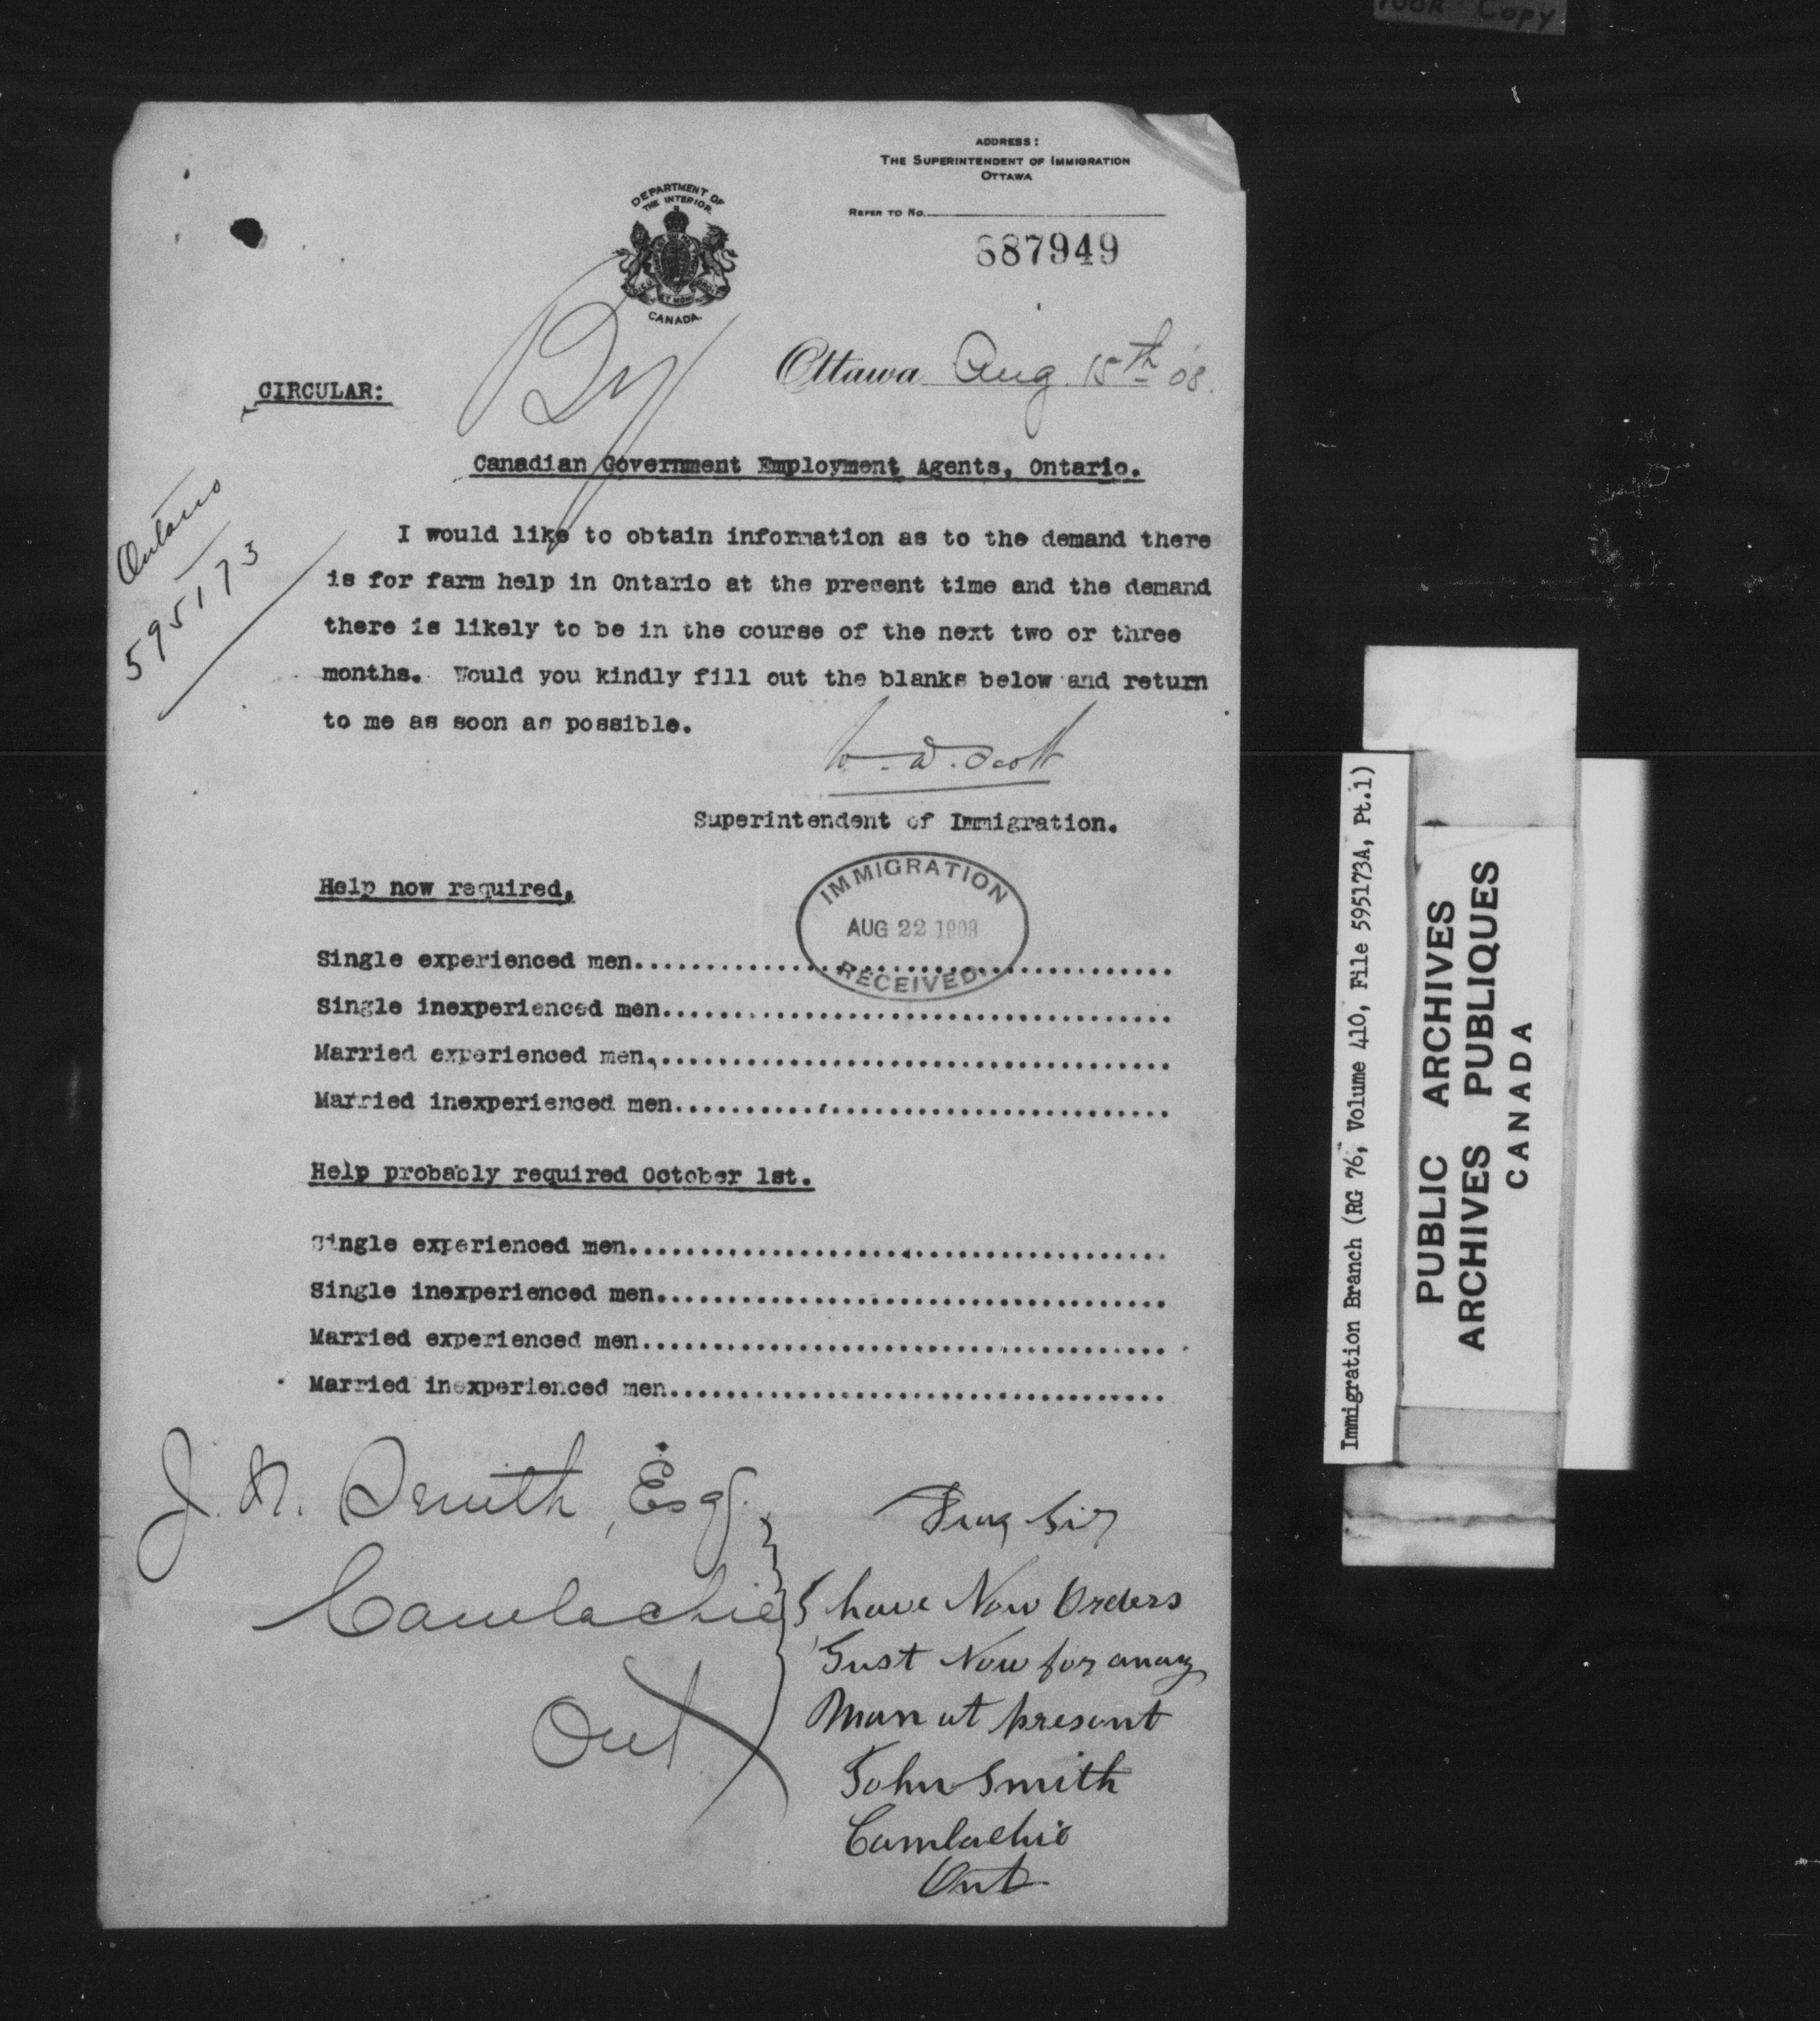 POOR COPY
ADDRESS:
THE SUPERINTENDENT OF IMMIGRATION
OTTAWA
REFER TO NO.
687949
DEPARTMENT OF
THE INTERIOR.
CANADA.
Ottawa Aug. 15th '08.
CIRCULAR:
Canadian Government Employment Agents, Ontario.
Ontario
595173
I would like to obtain information as to the demand there
is for farm help in Ontario at the present time and the demand
there is likely to be in the course of the next two or three
months. Would you kindly fill out the blanks below and return
to me as soon as possible.
W. D. Scott
Superintendent of Immigration.
IMMIGRATION
AUG 22 1908
RECEIVED
Help now required,
Single experienced men
Single inexperienced men
Married experienced men
Married inexperienced men
Help probably required October 1st.
Single experienced men
Single inexperienced men
Married experienced men
Married inexperienced men
J. N. Smith, Esq.,
Camlachie
Ont
Sir
I have Now Orders
Gust Now for anay
Man at present
John Smith
Camlachie
Ont
Immigration Branch (RG 76, Volume 410, File 595173A, Pt.1)
PUBLIC ARCHIVES
ARCHIVES PUBLIQUES
CANADA